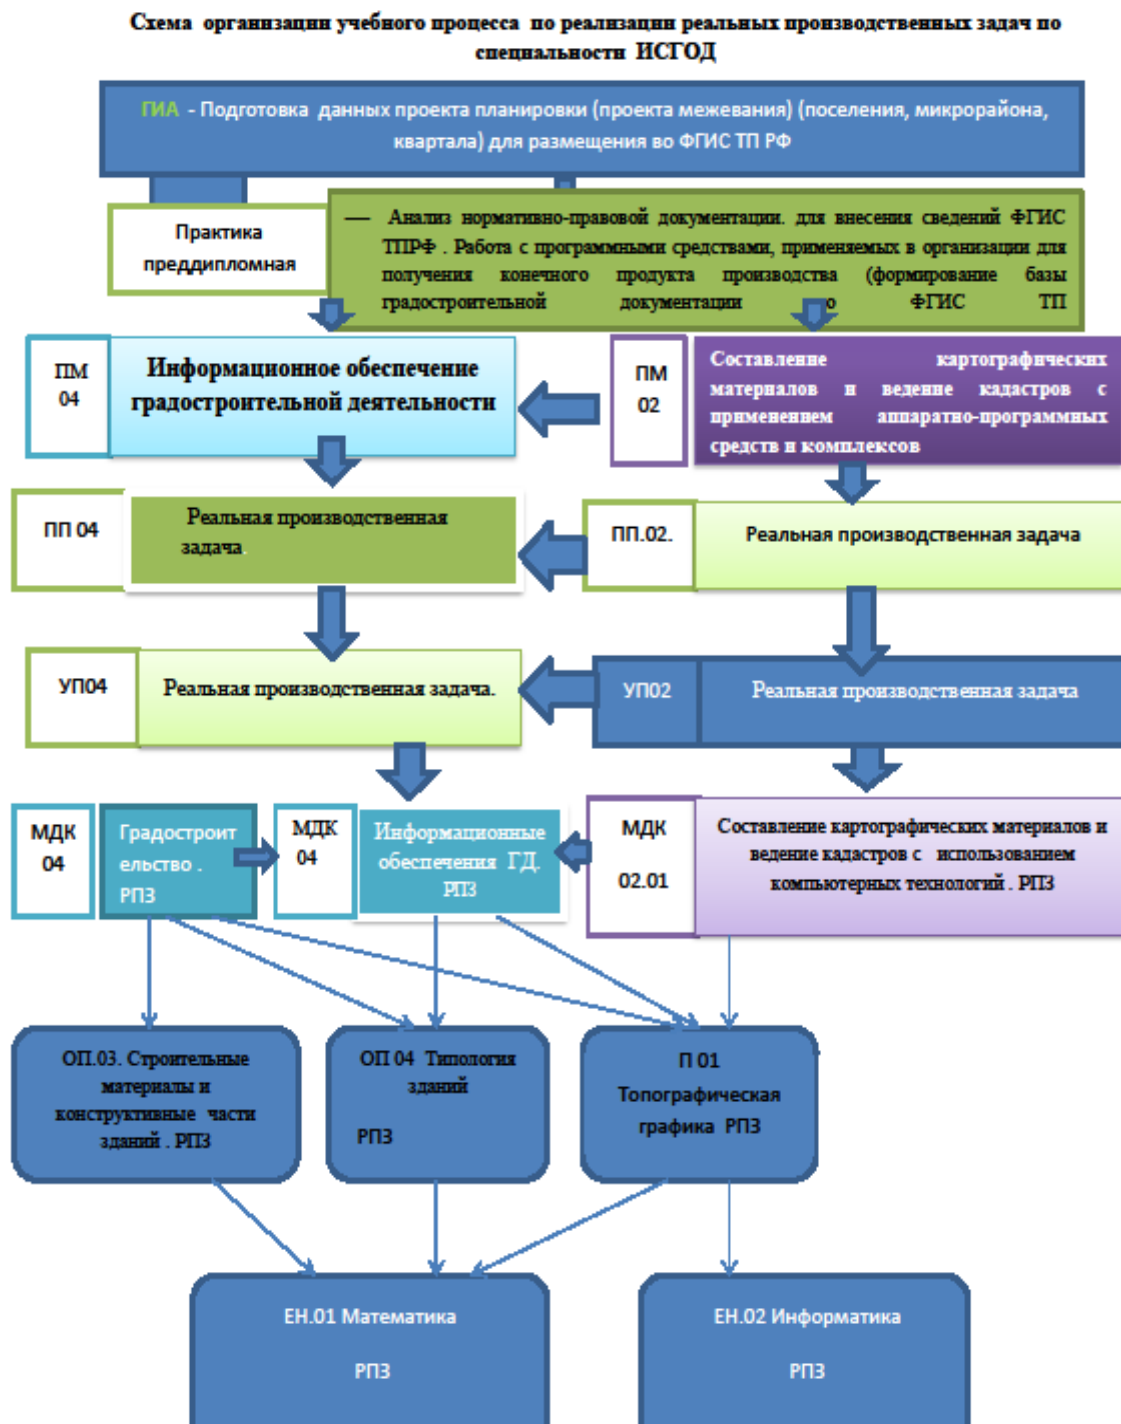 Схема организации учебного процесса по реализации реальных производственных задач по
специальности ИСГОД
ГИА - Подготовка данных проекта планировки (проекта межевания) (поселения, микрорайона,
квартала) для размещения во ФГИС ТП РФ
Практика
преддипломная
— Анализ нормативно-правовой документации. для внесения сведений ФГИС
ТПРФ . Работа с программными средствами, применяемых в организации для
получения конечного продукта производства (формирование базы
градостроительной документации о ФГИС ТП
ПМ
04
Информационное обеспечение
градостроительной деятельности
ПМ
02
Составление картографических
материалов и ведение кадастров с
применением аппаратно-программных
средств и комплексов
ПП 04
Реальная производственная
задача.
ПП.02.
Реальная производственная задача
УП04
Реальная производственная задача.
УП02
Реальная производственная задача
МДК
04
Градостроит
ельство .
РПЗ
МДК
04
Информационные
обеспечения ГД.
РПЗ
МДК
02.01
Составление картографических материалов и
ведение кадастров с использованием
компьютерных технологий . РПЗ
ОП.03. Строительные
материалы и
конструктивные части
зданий . РПЗ
ОП 04 Типология
зданий
РПЗ
П 01
Топографическая
графика РПЗ
ЕН.01 Математика
РПЗ
ЕН.02 Информатика
РПЗ